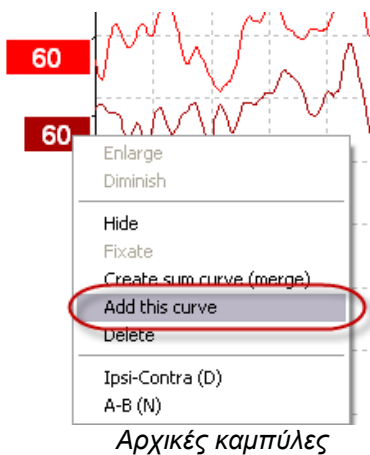 60
60
Enlarge
Diminish
Hide
Fixate
Create sum curve (merge)
Add this curve
Delete
Ipsi-Contra (D)
A-B (N)
Αρχικές καμπύλες